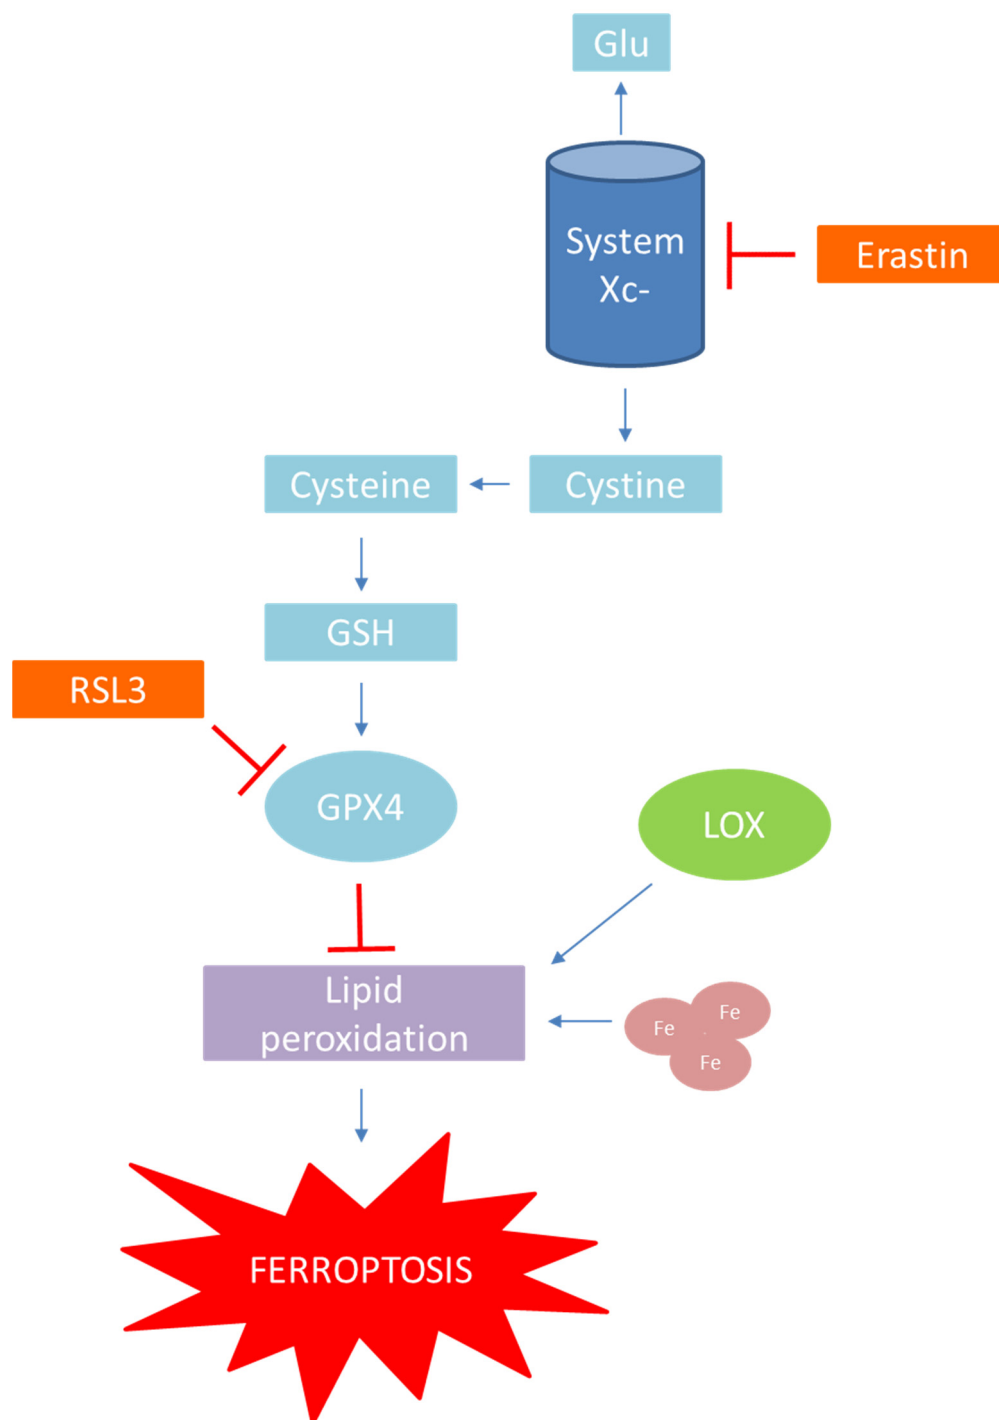 Glu
System
Xc-
Erastin
Cysteine
Cystine
GSH
RSL3
GPX4
LOX
Lipid
peroxidation
Fe
Fe
Fe
FERROPTOSIS